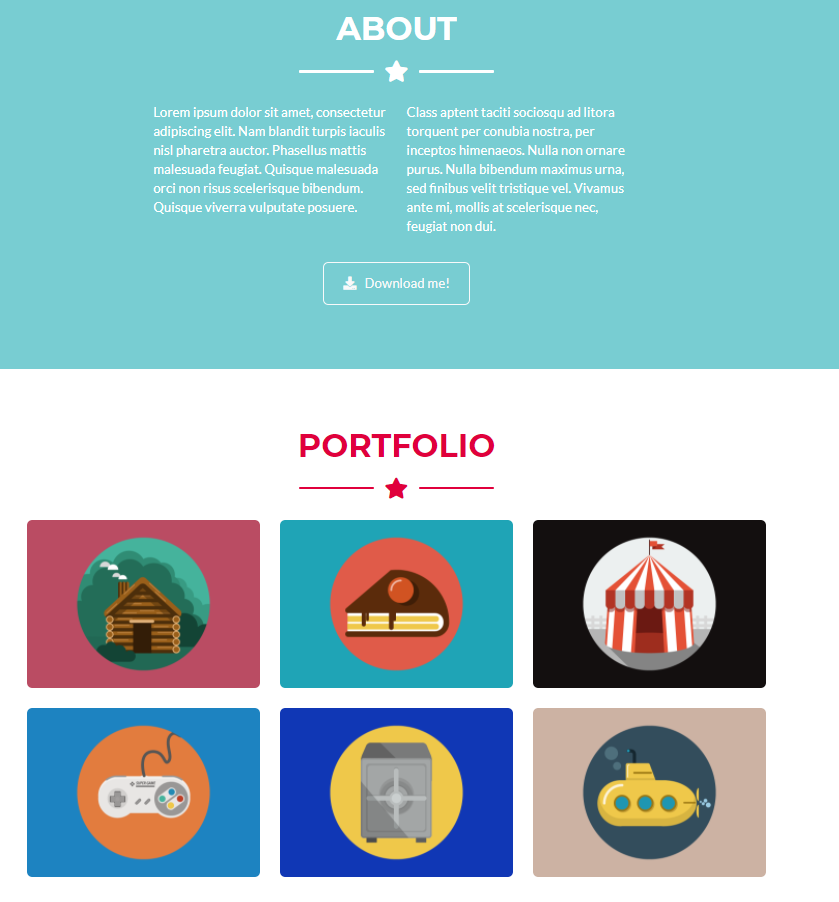 ABOUT
Lorem ipsum dolor sit amet, consectetur
adipiscing elit. Nam blandit turpis iaculis
nisl pharetra auctor. Phasellus mattis
malesuada feugiat. Quisque malesuada
orci non risus scelerisque bibendum.
Quisque viverra vulputate posuere.
Class aptent taciti sociosqu ad litora
torquent per conubia nostra, per
inceptos himenaeos. Nulla non ornare
purus. Nulla bibendum maximus urna,
sed finibus velit tristique vel. Vivamus
ante mi, mollis at scelerisque nec,
feugiat non dui.
Download me!
PORTFOLIO
SUPER GAME